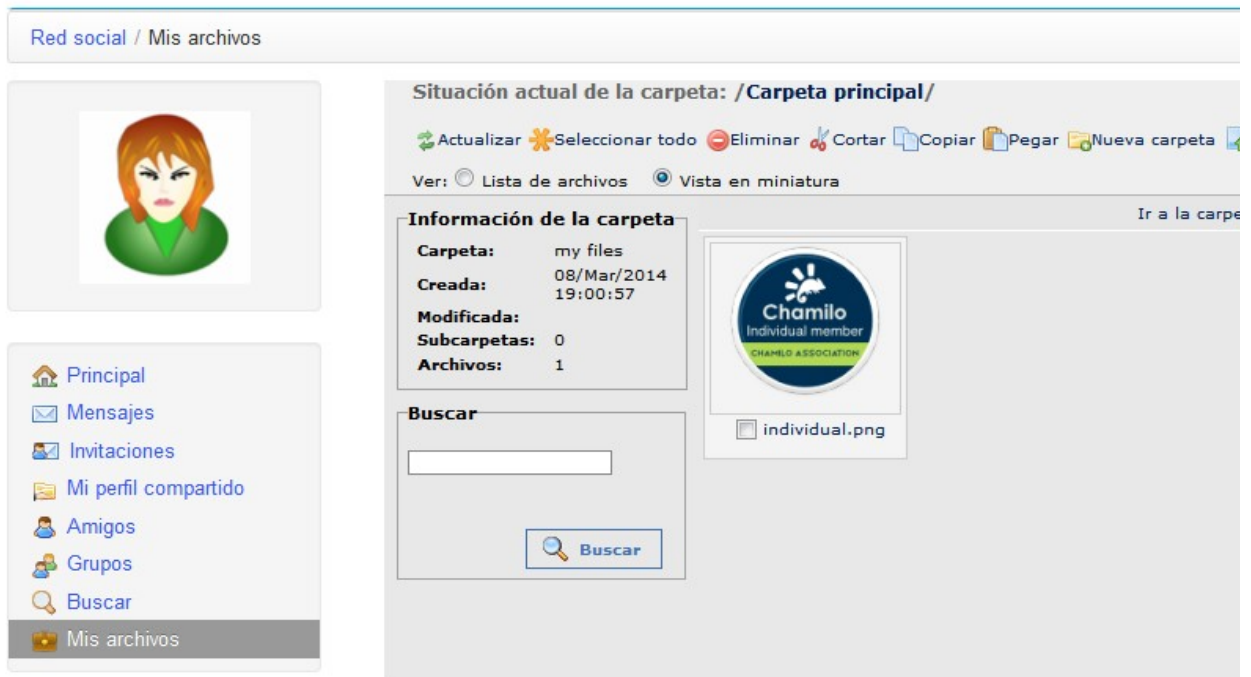 Red social / Mis archivos
Situación actual de la carpeta: /Carpeta principal/
Actualizar Seleccionar todo Eliminar Cortar Copiar Pegar Nueva carpeta
Ver: Lista de archivos Vista en miniatura
Información de la carpeta
Carpeta: my files
Creada: 08/Mar/2014
19:00:57
Modificada:
Subcarpetas: 0
Archivos: 1
Buscar
Buscar
Ir a la carpe
Chamilo
Individual member
CHAMILO ASSOCIATION
individual.png
Principal
Mensajes
Invitaciones
Mi perfil compartido
Amigos
Grupos
Buscar
Mis archivos